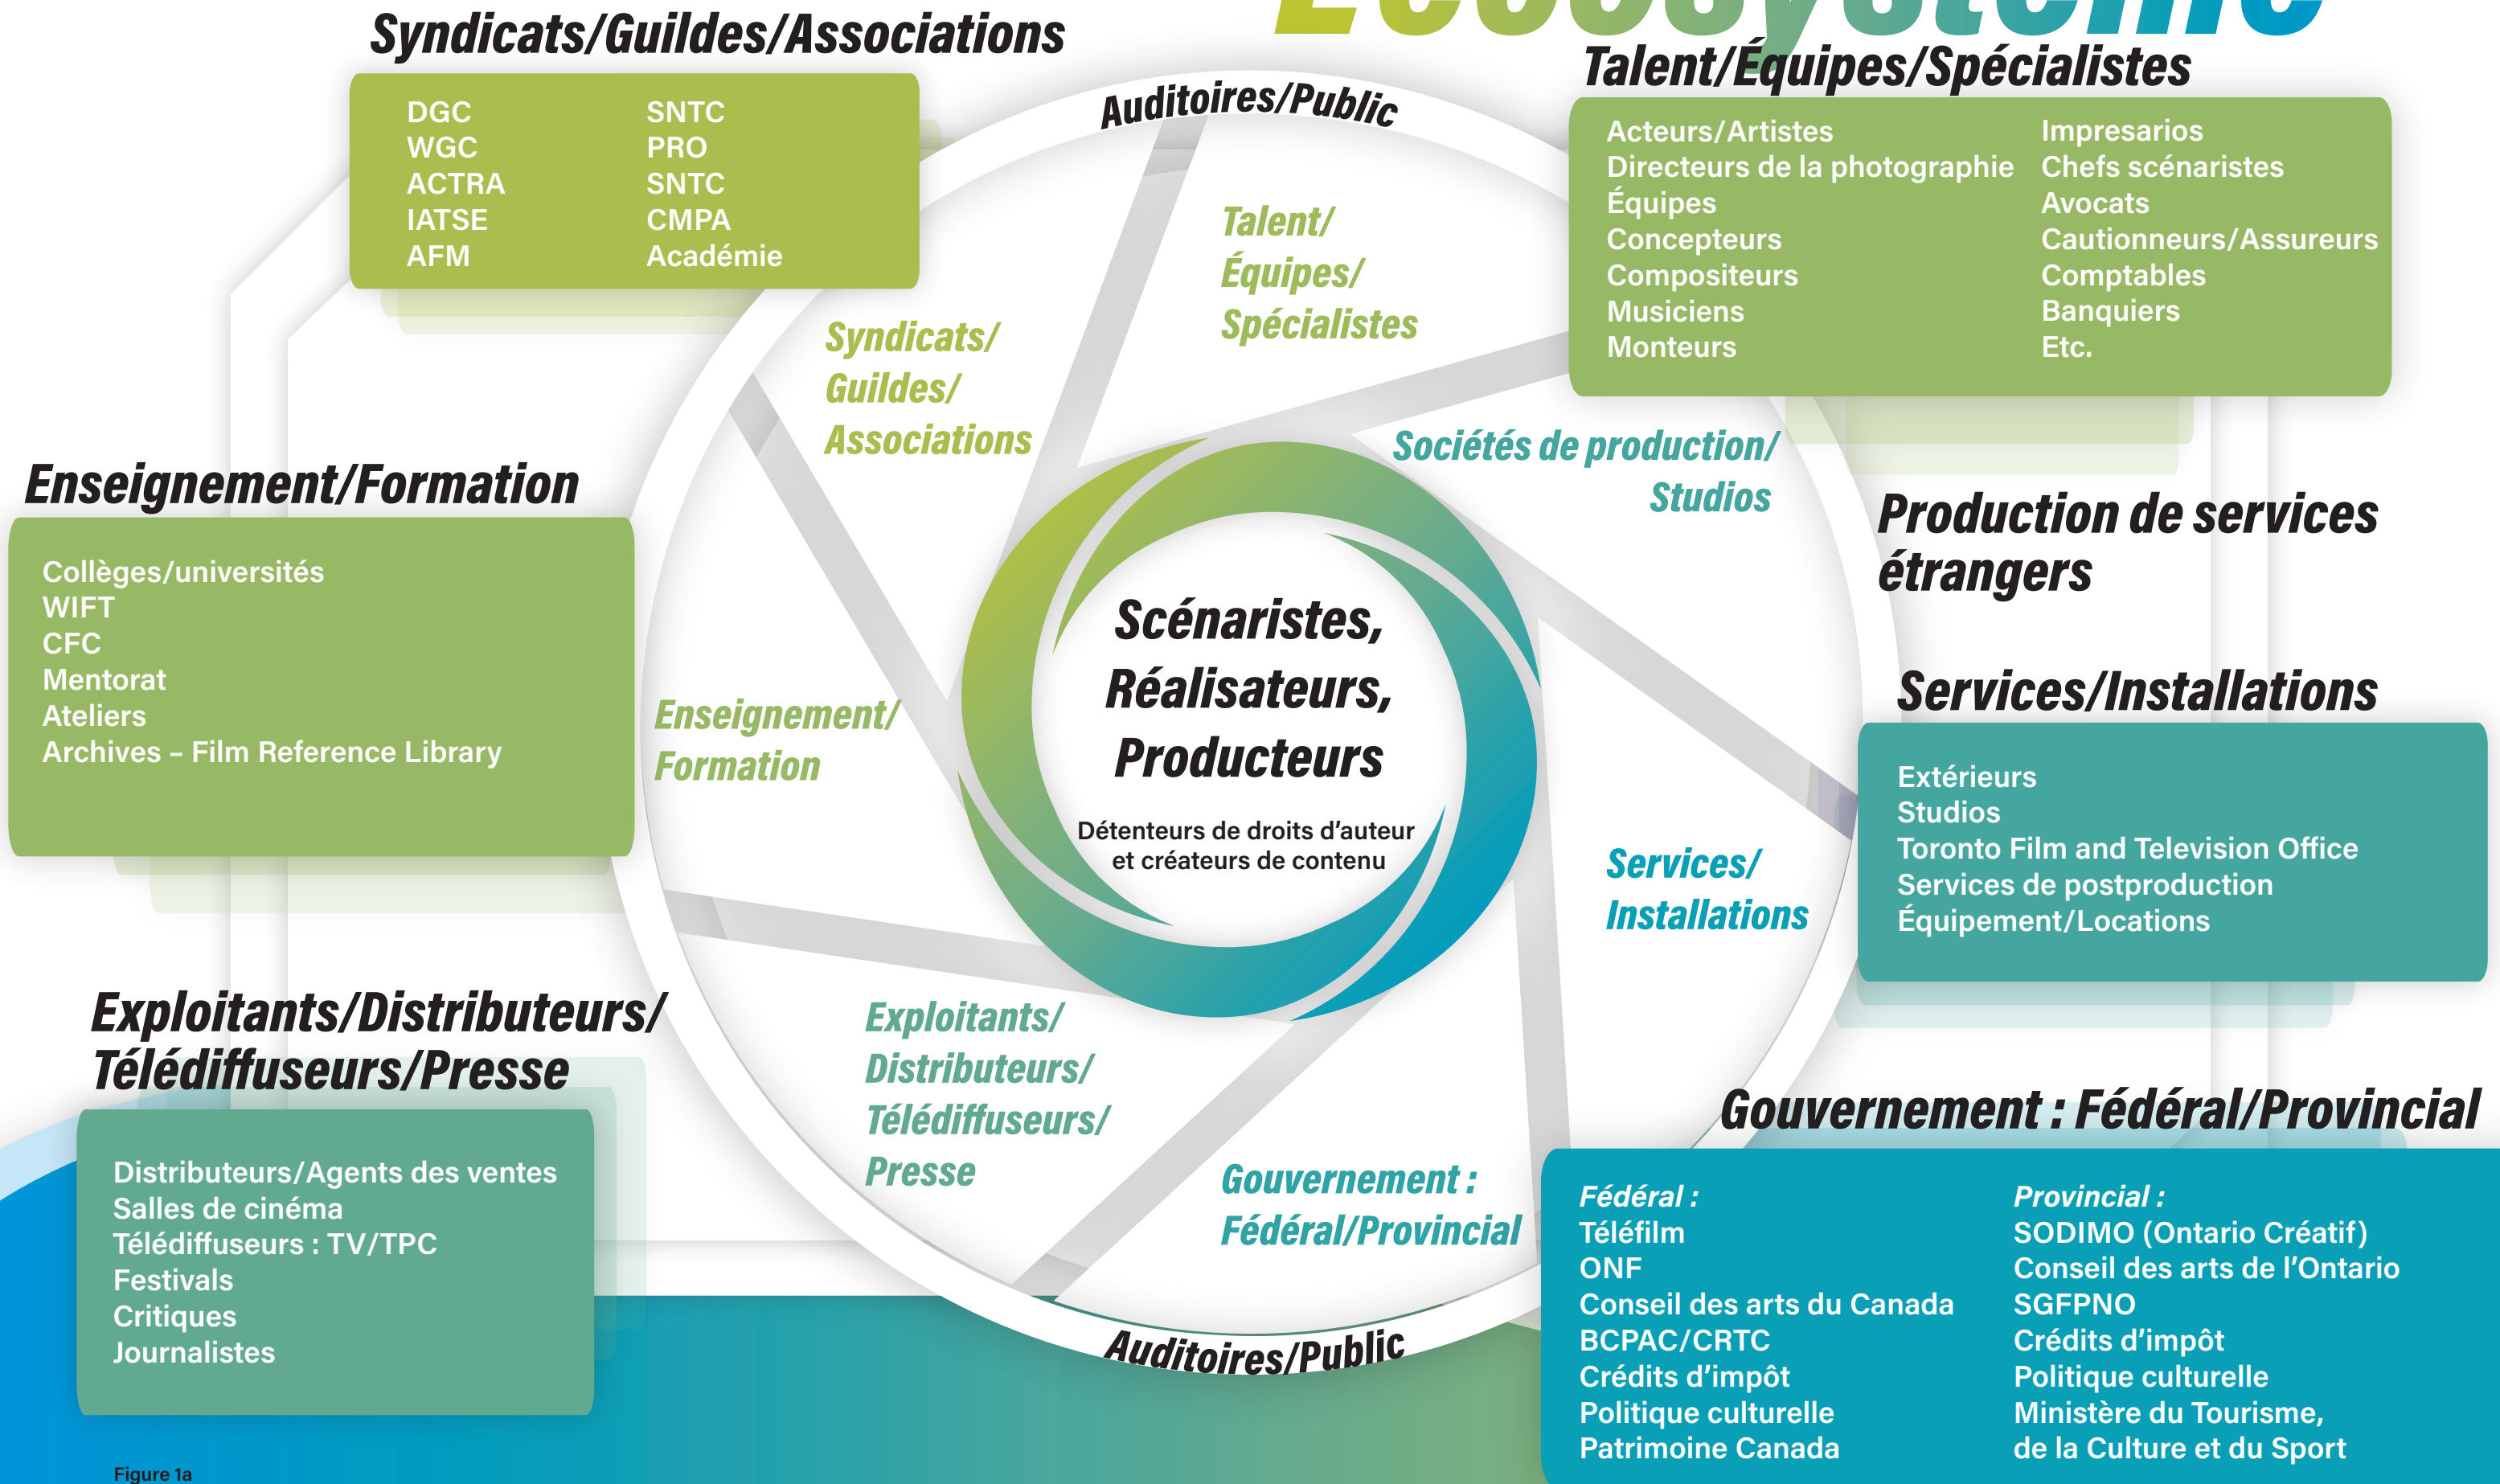 Écosystème
Syndicats/Guildes/Associations
DGC
WGC
ACTRA
IATSE
AFM
SNTC
PRO
SNTC
CMPA
Académie
Talent/Équipes/Spécialistes
Acteurs/Artistes
Directeurs de la photographie
Équipes
Concepteurs
Compositeurs
Musiciens
Monteurs
Impresarios
Chefs scénaristes
Avocats
Cautionneurs/Assureurs
Comptables
Banquiers
Etc.
Enseignement/Formation
Collèges/universités
WIFT
CFC
Mentorat
Ateliers
Archives – Film Reference Library
Production de services
étrangers
Services/Installations
Extérieurs
Studios
Toronto Film and Television Office
Services de postproduction
Équipement/Locations
Exploitants/Distributeurs/
Télédiffuseurs/Presse
Distributeurs/Agents des ventes
Salles de cinéma
Télédiffuseurs : TV/TPC
Festivals
Critiques
Journalistes
Gouvernement : Fédéral/Provincial
Fédéral :
Téléfilm
ONF
Conseil des arts du Canada
BCPAC/CRTC
Crédits d’impôt
Politique culturelle
Patrimoine Canada
Provincial :
SODIMO (Ontario Créatif)
Conseil des arts de l’Ontario
SGFPNO
Crédits d’impôt
Politique culturelle
Ministère du Tourisme,
de la Culture et du Sport
Auditoires/Public
Talent/
Équipes/
Spécialistes
Syndicats/
Guildes/
Associations
Sociétés de production/
Studios
Enseignement/
Formation
Scénaristes,
Réalisateurs,
Producteurs
Détenteurs de droits d’auteur
et créateurs de contenu
Services/
Installations
Exploitants/
Distributeurs/
Télédiffuseurs/
Presse
Gouvernement :
Fédéral/Provincial
Auditoires/Public
Figure 1a